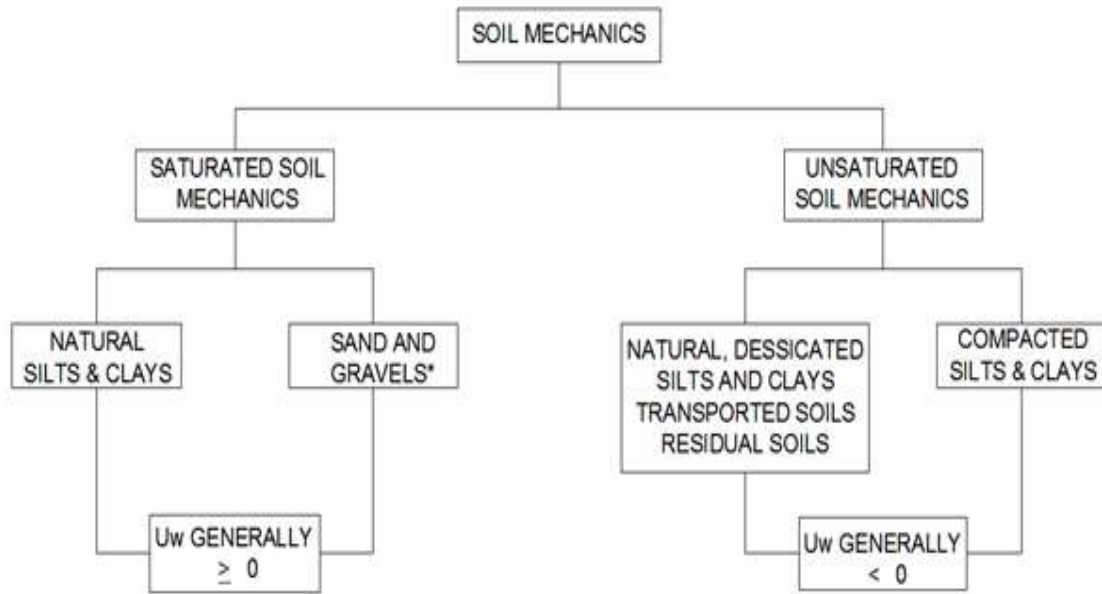 SOIL MECHANICS
SATURATED SOIL
MECHANICS
UNSATURATED
SOIL MECHANICS
NATURAL
SILTS & CLAYS
SAND AND
GRAVELS*
NATURAL, DESSICATED
SILTS AND CLAYS
TRANSPORTED SOILS
RESIDUAL SOILS
COMPACTED
SILTS & CLAYS
Uw GENERALLY
≥ 0
Uw GENERALLY
< 0